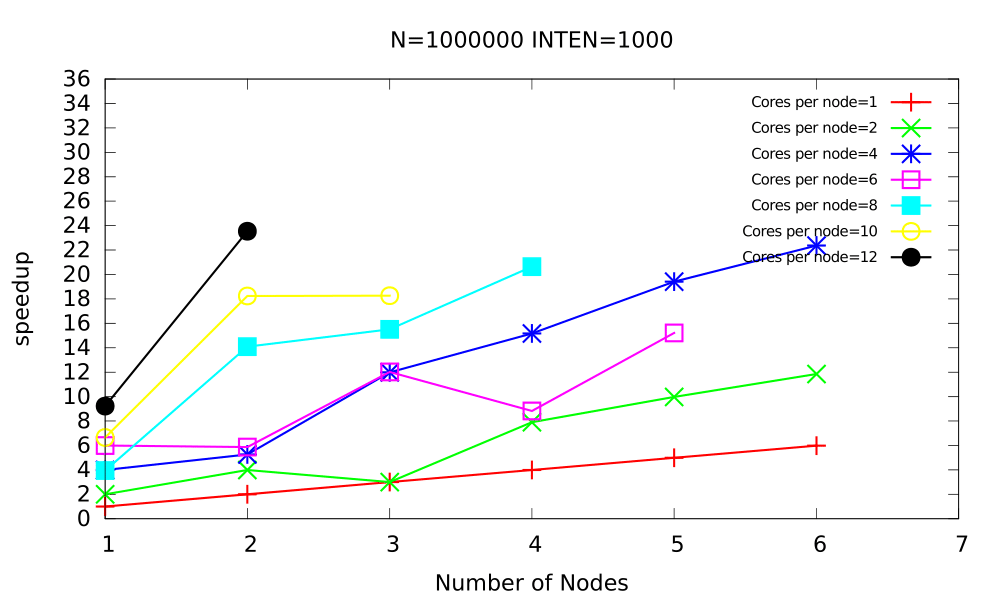 N=1000000 INTEN=1000
36
34
32
30
28
26
24
22
20
18
16
14
12
10
8
6
4
2
0
speedup
Cores per node=1
Cores per node=2
Cores per node=4
Cores per node=6
Cores per node=8
Cores per node=10
Cores per node=12
1 2 3 4 5 6 7
Number of Nodes